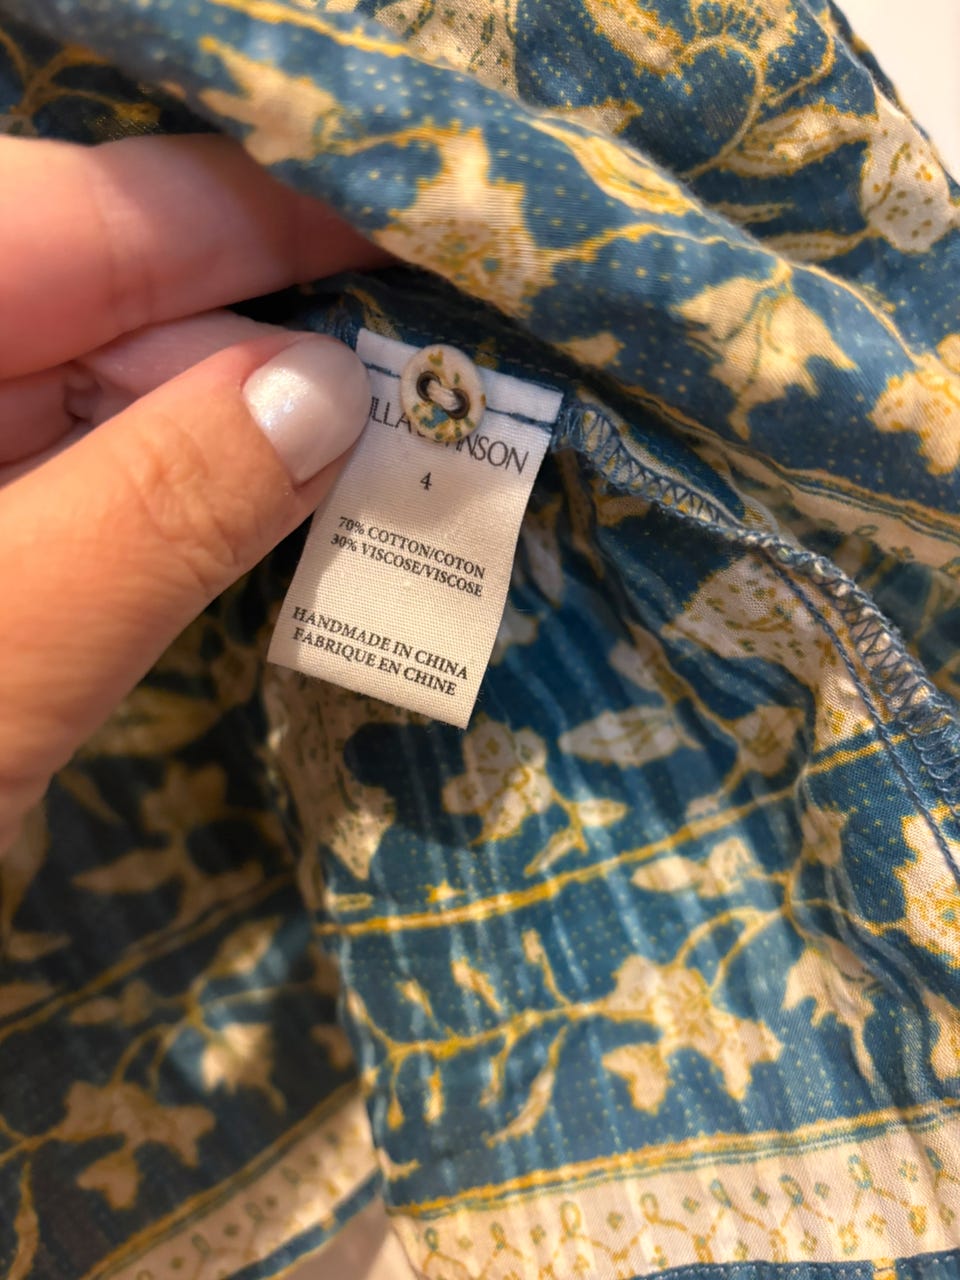 4
70% COTTON/COTON
30% VISCOSE/VISCOSE
HANDMADE IN CHINA
FABRIQUE EN CHINE